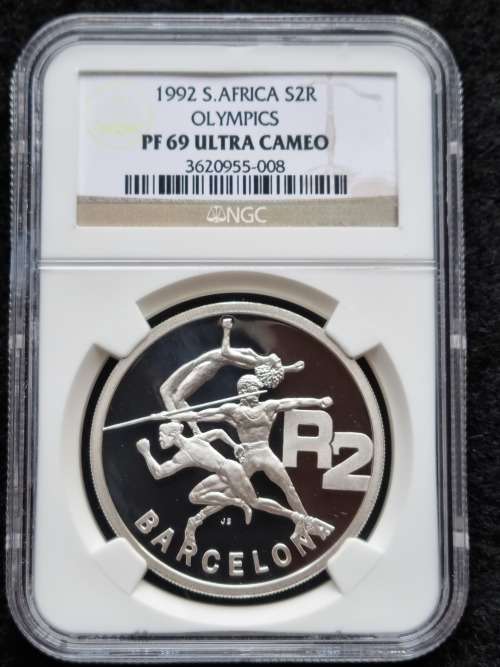 1992 S.AFRICA S2R
OLYMPICS
PF 69 ULTRA CAMEO
3620955-008
NGC
R2
JS
BARCELONA